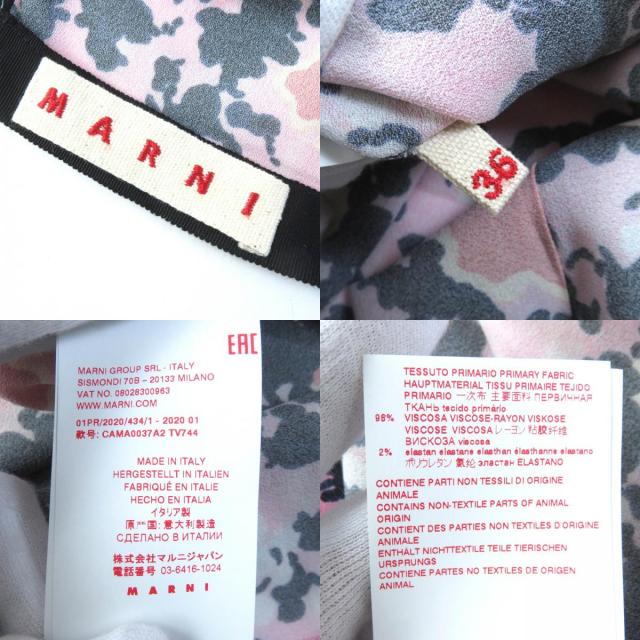 MARNI
36
EAC
MARNI GROUP SRL - ITALY
SISMONDI 70B – 20133 MILANO
VAT NO. 08028300963
WWW.MARNI.COM
01PR/2020/434/1 - 2020 01
款号: CAMA0037A2 TV744
MADE IN ITALY
HERGESTELLT IN ITALIEN
FABRIQUÉ EN ITALIE
HECHO EN ITALIA
イタリア製
原产国: 意大利製造
СДЕЛАНО В ИТАЛИИ
株式会社マルニジャパン
電話番号 03-6416-1024
MARNI
TESSUTO PRIMARIO PRIMARY FABRIC
HAUPTMATERIAL TISSU PRIMAIRE TEJIDO
PRIMARIO 一次布 主要面料 ПЕРВИЧНАЯ
ТКАНЬ tecido primário
98% VISCOSA VISCOSE-RAYON VISKOSE
VISCOSE VISCOSA レーヨン 粘胶纤维
ВИСКОЗА viscosa
2% elastan elastane elasthan élasthanne elastano
ポリウレタン 氨纶 эластан ELASTANO
CONTIENE PARTI NON TESSILI DI ORIGINE
ANIMALE
CONTAINS NON-TEXTILE PARTS OF ANIMAL
ORIGIN
CONTIENT DES PARTIES NON TEXTILES D'ORIGINE
ANIMALE
ENTHÄLT NICHTTEXTILE TEILE TIERISCHEN
URSPRUNGS
CONTIENE PARTES NO TEXTILES DE ORIGEN
ANIMAL